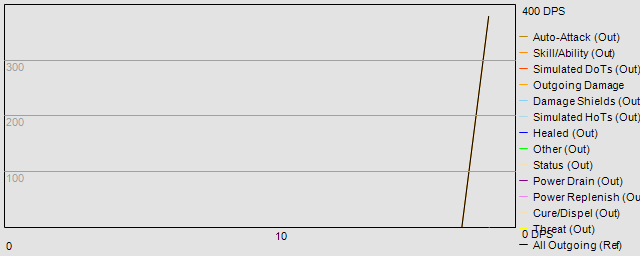 400 DPS
Auto-Attack (Out)
Skill/Ability (Out)
Simulated DoTs (Out)
Outgoing Damage
Damage Shields (Out
Simulated HoTs (Out)
Healed (Out)
Other (Out)
Status (Out)
Power Drain (Out)
Power Replenish (Ou
Cure/Dispel (Out)
Threat (Out)
0 DPS
All Outgoing (Ref)
300
200
100
0
10